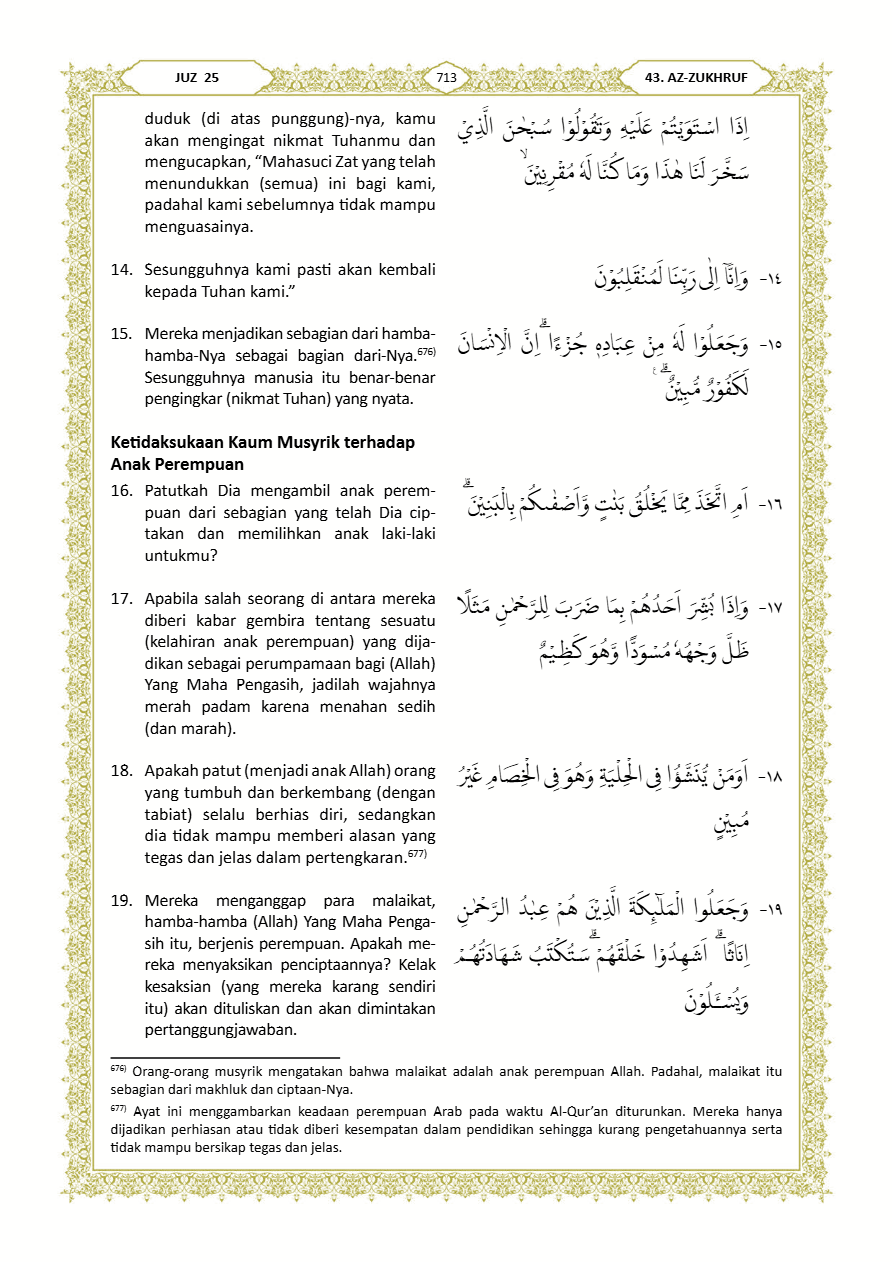 JUZ 25
713
43. AZ-ZUKHRUF
duduk (di atas punggung)-nya, kamu
akan mengingat nikmat Tuhanmu dan
mengucapkan, “Mahasuci Zat yang telah
menundukkan (semua) ini bagi kami,
padahal kami sebelumnya tidak mampu
menguasainya.
اِذَا اسْتَوَيْتُمْ عَلَيْهِ وَتَقُوْلُوْا سُبْحٰنَ الَّذِيْ
سَخَّرَ لَنَا هٰذَا وَمَا كُنَّا لَهٗ مُقْرِنِيْنَۙ
14. Sesungguhnya kami pasti akan kembali
kepada Tuhan kami.”
١٤- وَاِنَّآ اِلٰى رَبِّنَا لَمُنْقَلِبُوْنَ
15. Mereka menjadikan sebagian dari hamba-
hamba-Nya sebagai bagian dari-Nya.⁶⁷⁶⁾
Sesungguhnya manusia itu benar-benar
pengingkar (nikmat Tuhan) yang nyata.
١٥- وَجَعَلُوْا لَهٗ مِنْ عِبَادِهٖ جُزْءًاۗ اِنَّ الْاِنْسَانَ
لَكَفُوْرٌ مُّبِيْنٌۗ ࣖ
Ketidaksukaan Kaum Musyrik terhadap
Anak Perempuan
16. Patutkah Dia mengambil anak perem-
puan dari sebagian yang telah Dia cip-
takan dan memilihkan anak laki-laki
untukmu?
١٦- اَمِ اتَّخَذَ مِمَّا يَخْلُقُ بَنٰتٍ وَّاَصْفٰىكُمْ بِالْبَنِيْنَۗ
17. Apabila salah seorang di antara mereka
diberi kabar gembira tentang sesuatu
(kelahiran anak perempuan) yang dija-
dikan sebagai perumpamaan bagi (Allah)
Yang Maha Pengasih, jadilah wajahnya
merah padam karena menahan sedih
(dan marah).
١٧- وَاِذَا بُشِّرَ اَحَدُهُمْ بِمَا ضَرَبَ لِلرَّحْمٰنِ مَثَلًا
ظَلَّ وَجْهُهٗ مُسْوَدًّا وَّهُوَ كَظِيْمٌ
18. Apakah patut (menjadi anak Allah) orang
yang tumbuh dan berkembang (dengan
tabiat) selalu berhias diri, sedangkan
dia tidak mampu memberi alasan yang
tegas dan jelas dalam pertengkaran.⁶⁷⁷⁾
١٨- اَوَمَنْ يُّنَشَّؤُا فِى الْحِلْيَةِ وَهُوَ فِى الْخِصَامِ غَيْرُ
مُبِيْنٍ
19. Mereka menganggap para malaikat,
hamba-hamba (Allah) Yang Maha Penga-
sih itu, berjenis perempuan. Apakah me-
reka menyaksikan penciptaannya? Kelak
kesaksian (yang mereka karang sendiri
itu) akan dituliskan dan akan dimintakan
pertanggungjawaban.
١٩- وَجَعَلُوا الْمَلٰۤىِٕكَةَ الَّذِيْنَ هُمْ عِبٰدُ الرَّحْمٰنِ
اِنَاثًاۗ اَشَهِدُوْا خَلْقَهُمْۗ سَتُكْتَبُ شَهَادَتُهُمْ
وَيُسْـَٔلُوْنَ
⁶⁷⁶⁾ Orang-orang musyrik mengatakan bahwa malaikat adalah anak perempuan Allah. Padahal, malaikat itu
sebagian dari makhluk dan ciptaan-Nya.
⁶⁷⁷⁾ Ayat ini menggambarkan keadaan perempuan Arab pada waktu Al-Qur’an diturunkan. Mereka hanya
dijadikan perhiasan atau tidak diberi kesempatan dalam pendidikan sehingga kurang pengetahuannya serta
tidak mampu bersikap tegas dan jelas.